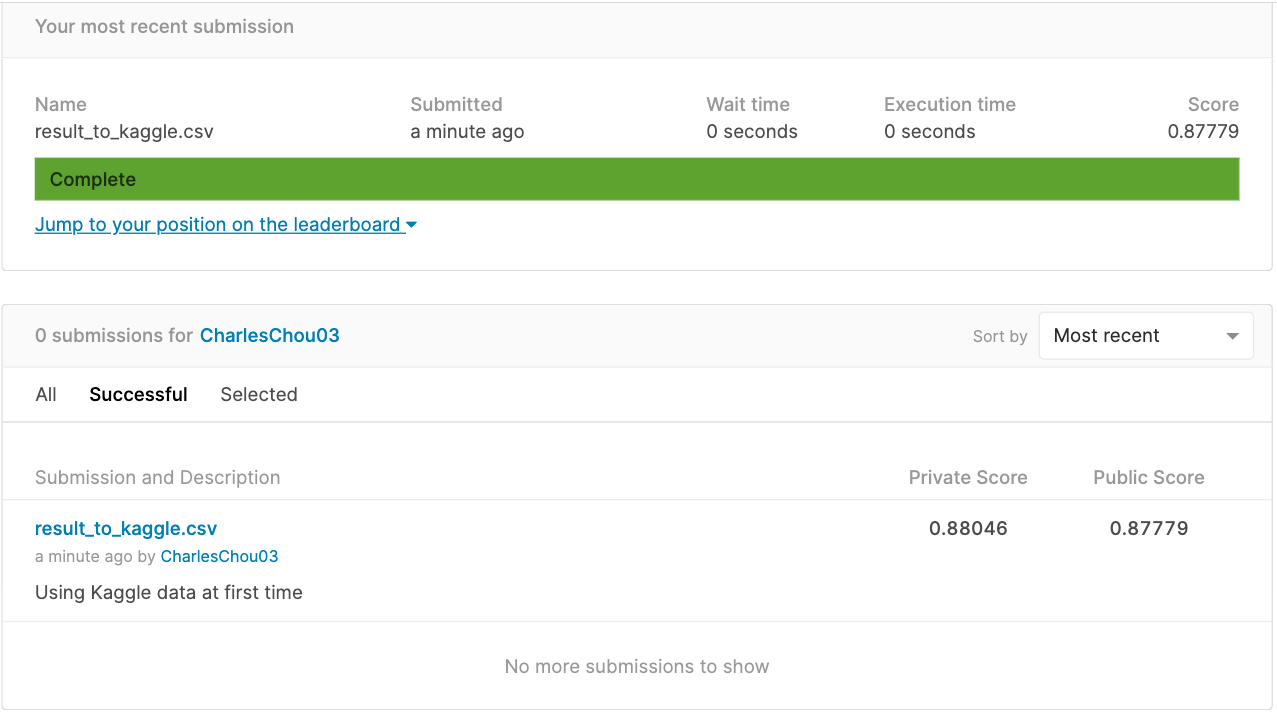 Your most recent submission
Name Submitted Wait time Execution time Score
result_to_kaggle.csv a minute ago 0 seconds 0 seconds 0.87779
Complete
Jump to your position on the leaderboard
0 submissions for CharlesChou03 Sort by Most recent
All Successful Selected
Submission and Description Private Score Public Score
result_to_kaggle.csv 0.88046 0.87779
a minute ago by CharlesChou03
Using Kaggle data at first time
No more submissions to show